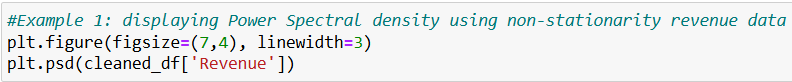 #Example 1: displaying Power Spectral density using non-stationarity revenue data
plt.figure(figsize=(7,4), linewidth=3)
plt.psd(cleaned_df['Revenue'])